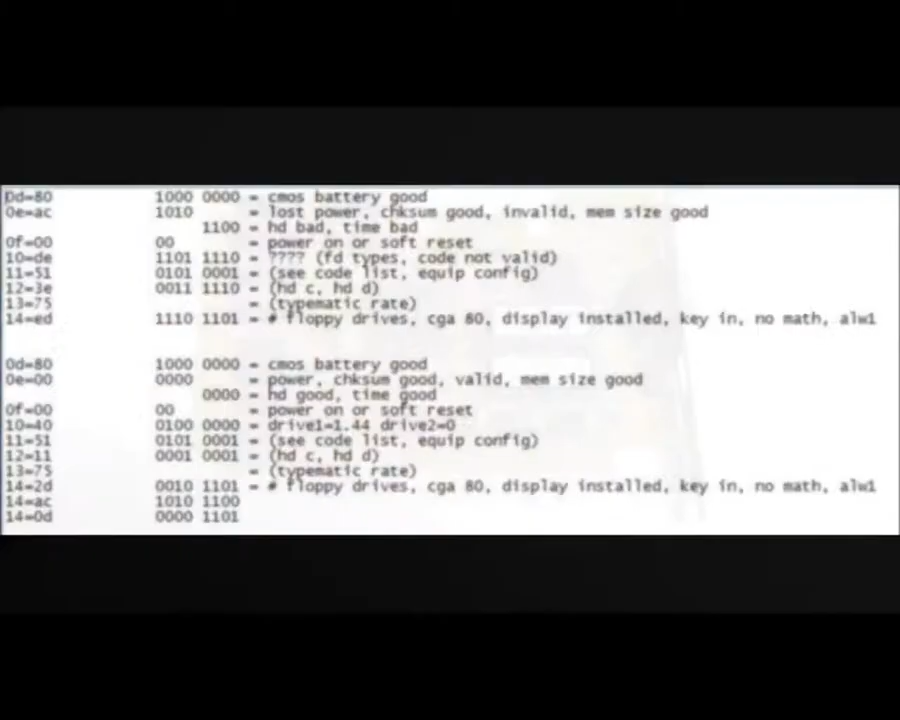 0d=80 1000 0000 = cmos battery good
0e=ac 1010 = lost power, chksum good, invalid, mem size good
1100 = hd bad, time bad
0f=00 00 = power on or soft reset
10=de 1101 1110 = ???? (fd types, code not valid)
11=51 0101 0001 = (see code list, equip config)
12=3e 0011 1110 = (hd c, hd d)
13=75 = (typematic rate)
14=ed 1110 1101 = # floppy drives, cga 80, display installed, key in, no math, alw1
0d=80 1000 0000 = cmos battery good
0e=00 0000 = power, chksum good, valid, mem size good
0000 = hd good, time good
0f=00 00 = power on or soft reset
10=40 0100 0000 = drive1=1.44 drive2=0
11=51 0101 0001 = (see code list, equip config)
12=11 0001 0001 = (hd c, hd d)
13=75 = (typematic rate)
14=2d 0010 1101 = # floppy drives, cga 80, display installed, key in, no math, alw1
14=ac 1010 1100
14=0d 0000 1101